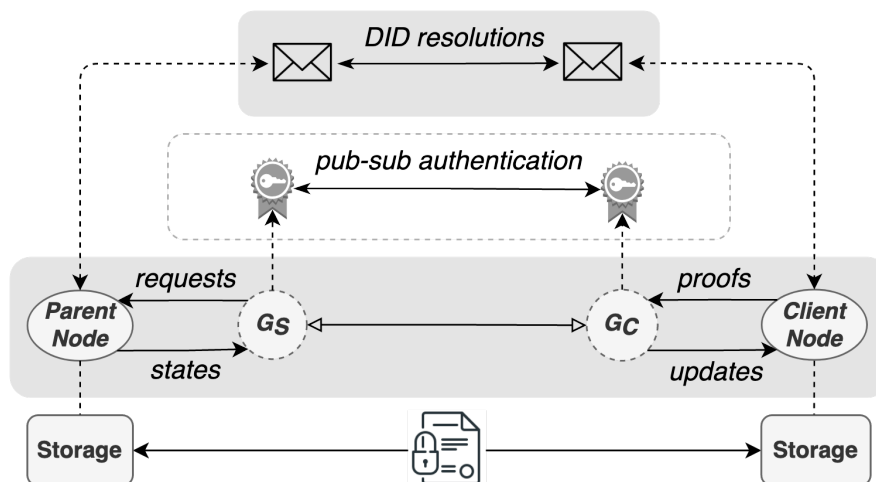 DID resolutions
pub-sub authentication
requests
proofs
Parent
Node
GS
GC
Client
Node
states
updates
Storage
Storage